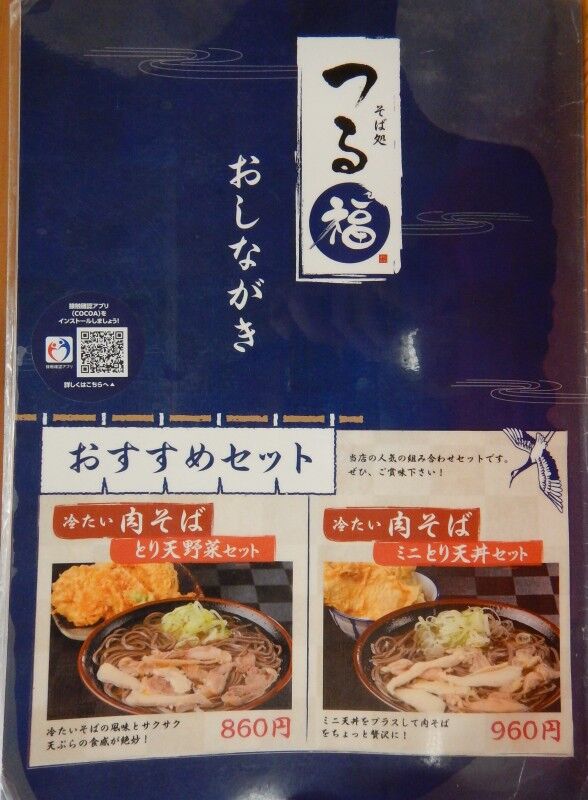 そば処
つる福
おしながき
接触確認アプリ
(COCOA)を
インストールしましょう!
接触確認アプリ
詳しくはこちらへ▲
おすすめセット
当店の人気の組み合わせセットです。
ぜひ、ご賞味下さい!
冷たい肉そば
とり天野菜セット
冷たいそばの風味とサクサク
天ぷらの食感が絶妙!
860円
冷たい肉そば
ミニとり天丼セット
ミニ天丼をプラスして肉そば
をちょっと贅沢に!
960円